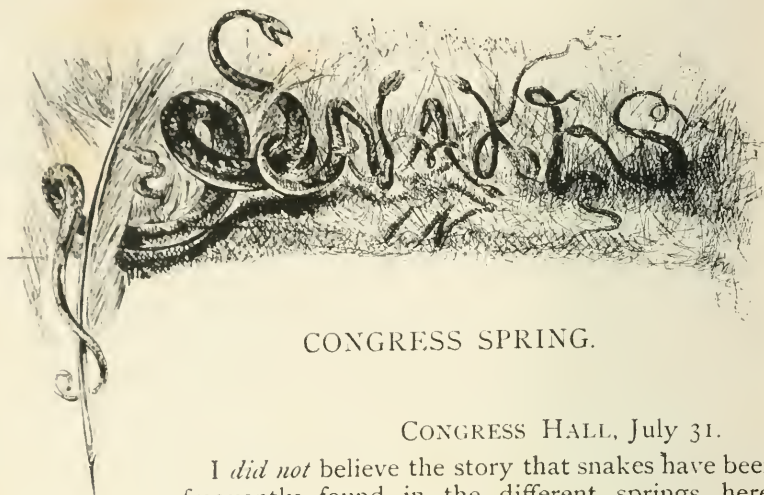 SNAKES
IN
CONGRESS SPRING.
CONGRESS HALL, July 31.
I did not believe the story that snakes have
found in the different springs